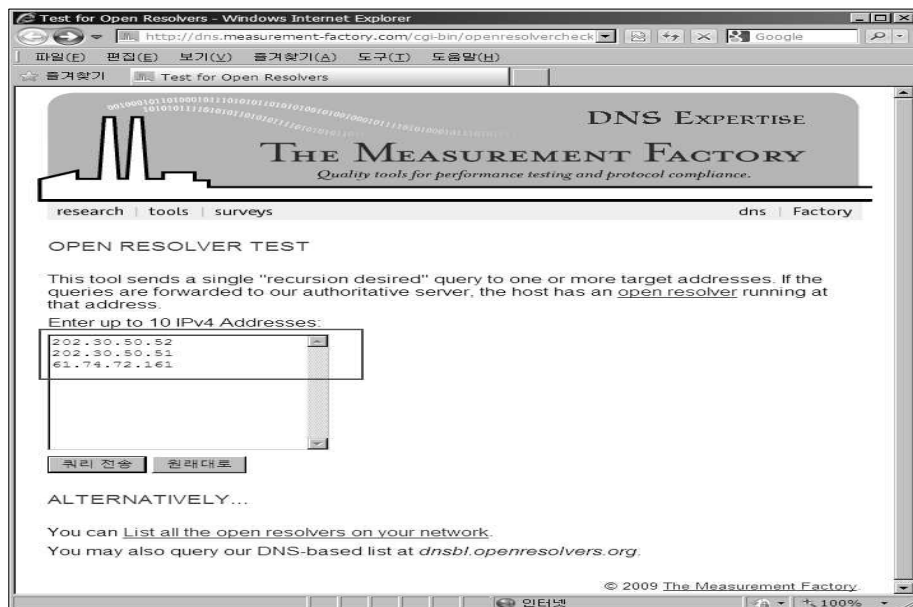 Test for Open Resolvers - Windows Internet Explorer
http://dns.measurement-factory.com/cgi-bin/openresolvercheck
Google
파일(F) 편집(E) 보기(V) 즐겨찾기(A) 도구(T) 도움말(H)
즐겨찾기 Test for Open Resolvers
DNS EXPERTISE
THE MEASUREMENT FACTORY
Quality tools for performance testing and protocol compliance.
research | tools | surveys dns | Factory
OPEN RESOLVER TEST
This tool sends a single "recursion desired" query to one or more target addresses. If the
queries are forwarded to our authoritative server, the host has an open resolver running at
that address.
Enter up to 10 IPv4 Addresses:
202.30.50.52
202.30.50.51
61.74.72.161
쿼리 전송 원래대로
ALTERNATIVELY...
You can List all the open resolvers on your network.
You may also query our DNS-based list at dnsbl.openresolvers.org.
© 2009 The Measurement Factory.
인터넷 100%